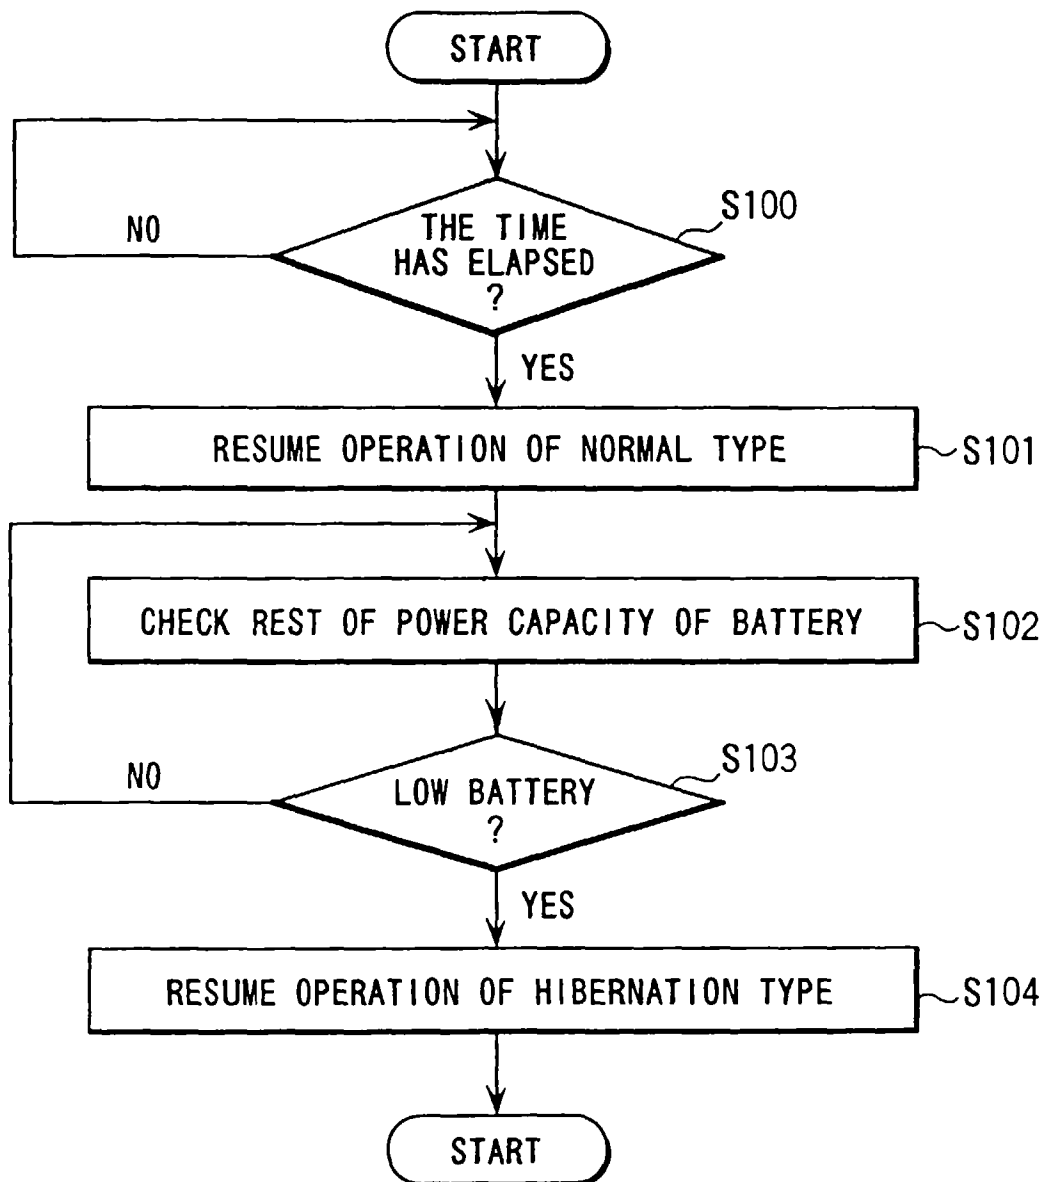 START
NO
THE TIME
HAS ELAPSED
?
S100
YES
RESUME OPERATION OF NORMAL TYPE
S101
CHECK REST OF POWER CAPACITY OF BATTERY
S102
NO
LOW BATTERY
?
S103
YES
RESUME OPERATION OF HIBERNATION TYPE
S104
START